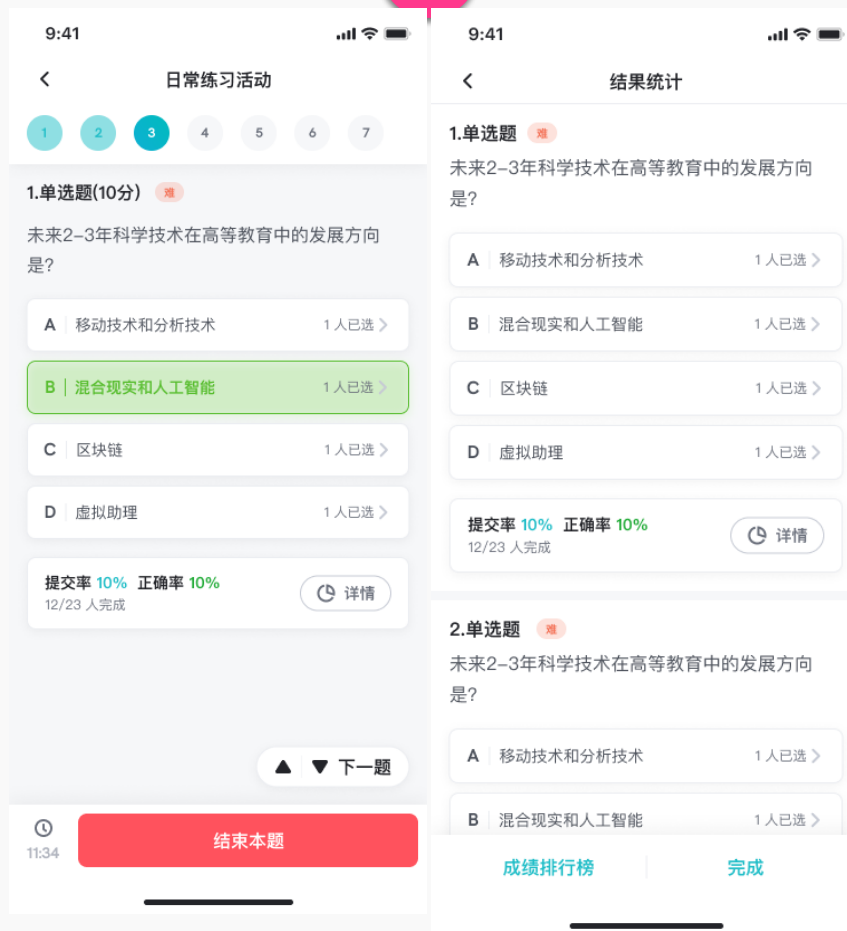 9:41
日常练习活动
1 2 3 4 5 6 7
1.单选题(10分) 难
未来2-3年科学技术在高等教育中的发展方向
是?
A 移动技术和分析技术 1 人已选
B 混合现实和人工智能 1 人已选
C 区块链 1 人已选
D 虚拟助理 1 人已选
提交率 10% 正确率 10%
12/23 人完成
详情
下一题
11:34
结束本题
9:41
结果统计
1.单选题 难
未来2-3年科学技术在高等教育中的发展方向
是?
A 移动技术和分析技术 1 人已选
B 混合现实和人工智能 1 人已选
C 区块链 1 人已选
D 虚拟助理 1 人已选
提交率 10% 正确率 10%
12/23 人完成
详情
2.单选题 难
未来2-3年科学技术在高等教育中的发展方向
是?
A 移动技术和分析技术 1 人已选
B 混合现实和人工智能 1 人已选
成绩排行榜 完成